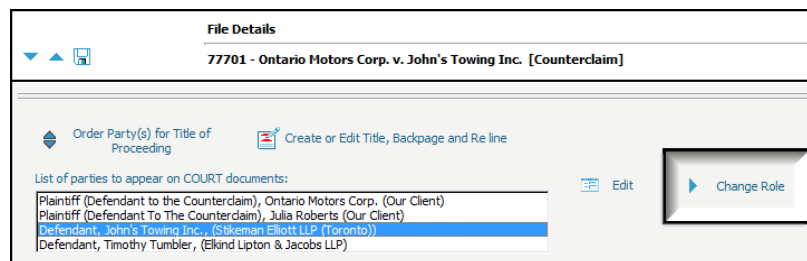 File Details
77701 - Ontario Motors Corp. v. John's Towing Inc. [Counterclaim]
Order Party(s) for Title of
Proceeding
Create or Edit Title, Backpage and Re line
List of parties to appear on COURT documents:
Edit
Change Role
Plaintiff (Defendant to the Counterclaim), Ontario Motors Corp. (Our Client)
Plaintiff (Defendant To The Counterclaim), Julia Roberts (Our Client)
Defendant, John's Towing Inc., (Stikeman Elliott LLP (Toronto))
Defendant, Timothy Tumbler, (Elkind Lipton & Jacobs LLP)